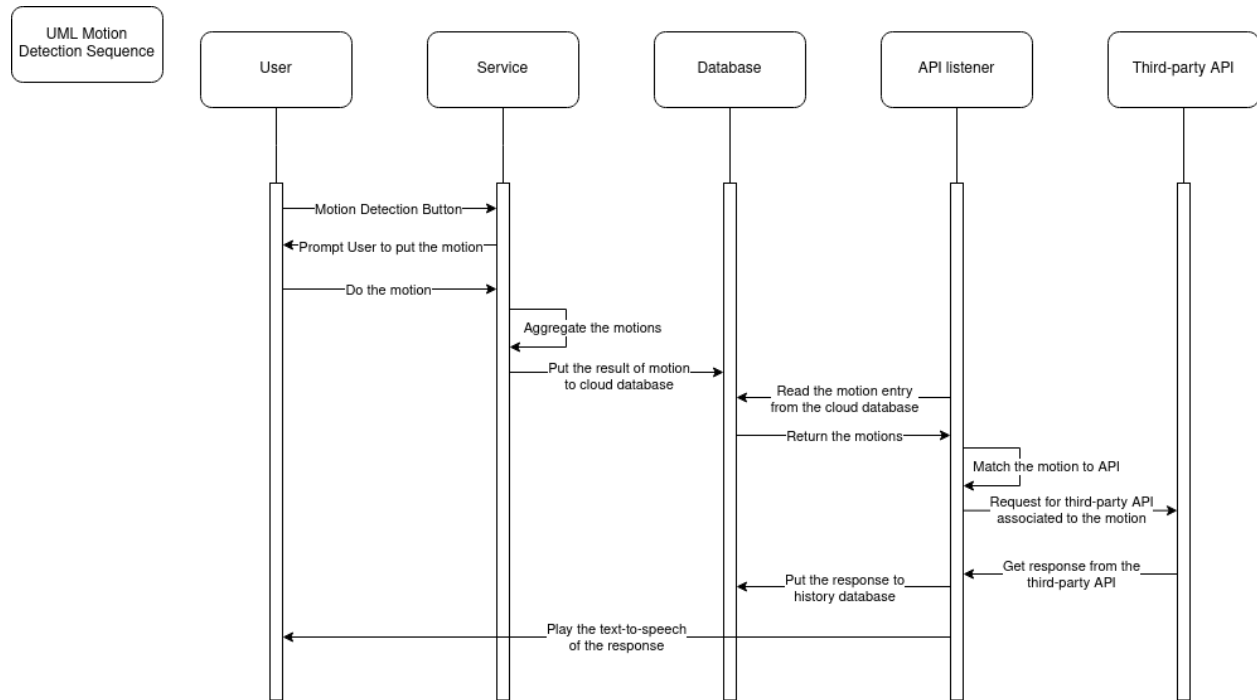 UML Motion
Detection Sequence
User
Service
Database
API listener
Third-party API
Motion Detection Button
Prompt User to put the motion
Do the motion
Aggregate the motions
Put the result of motion
to cloud database
Read the motion entry
from the cloud database
Return the motions
Match the motion to API
Request for third-party API
associated to the motion
Get response from the
third-party API
Put the response to
history database
Play the text-to-speech
of the response